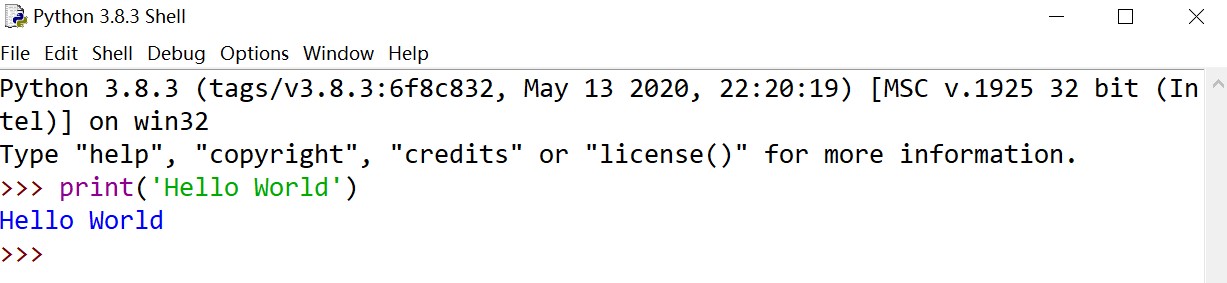 Python 3.8.3 Shell
File Edit Shell Debug Options Window Help
Python 3.8.3 (tags/v3.8.3:6f8c832, May 13 2020, 22:20:19) [MSC v.1925 32 bit (In
tel)] on win32
Type "help", "copyright", "credits" or "license()" for more information.
>>> print('Hello World')
Hello World
>>>